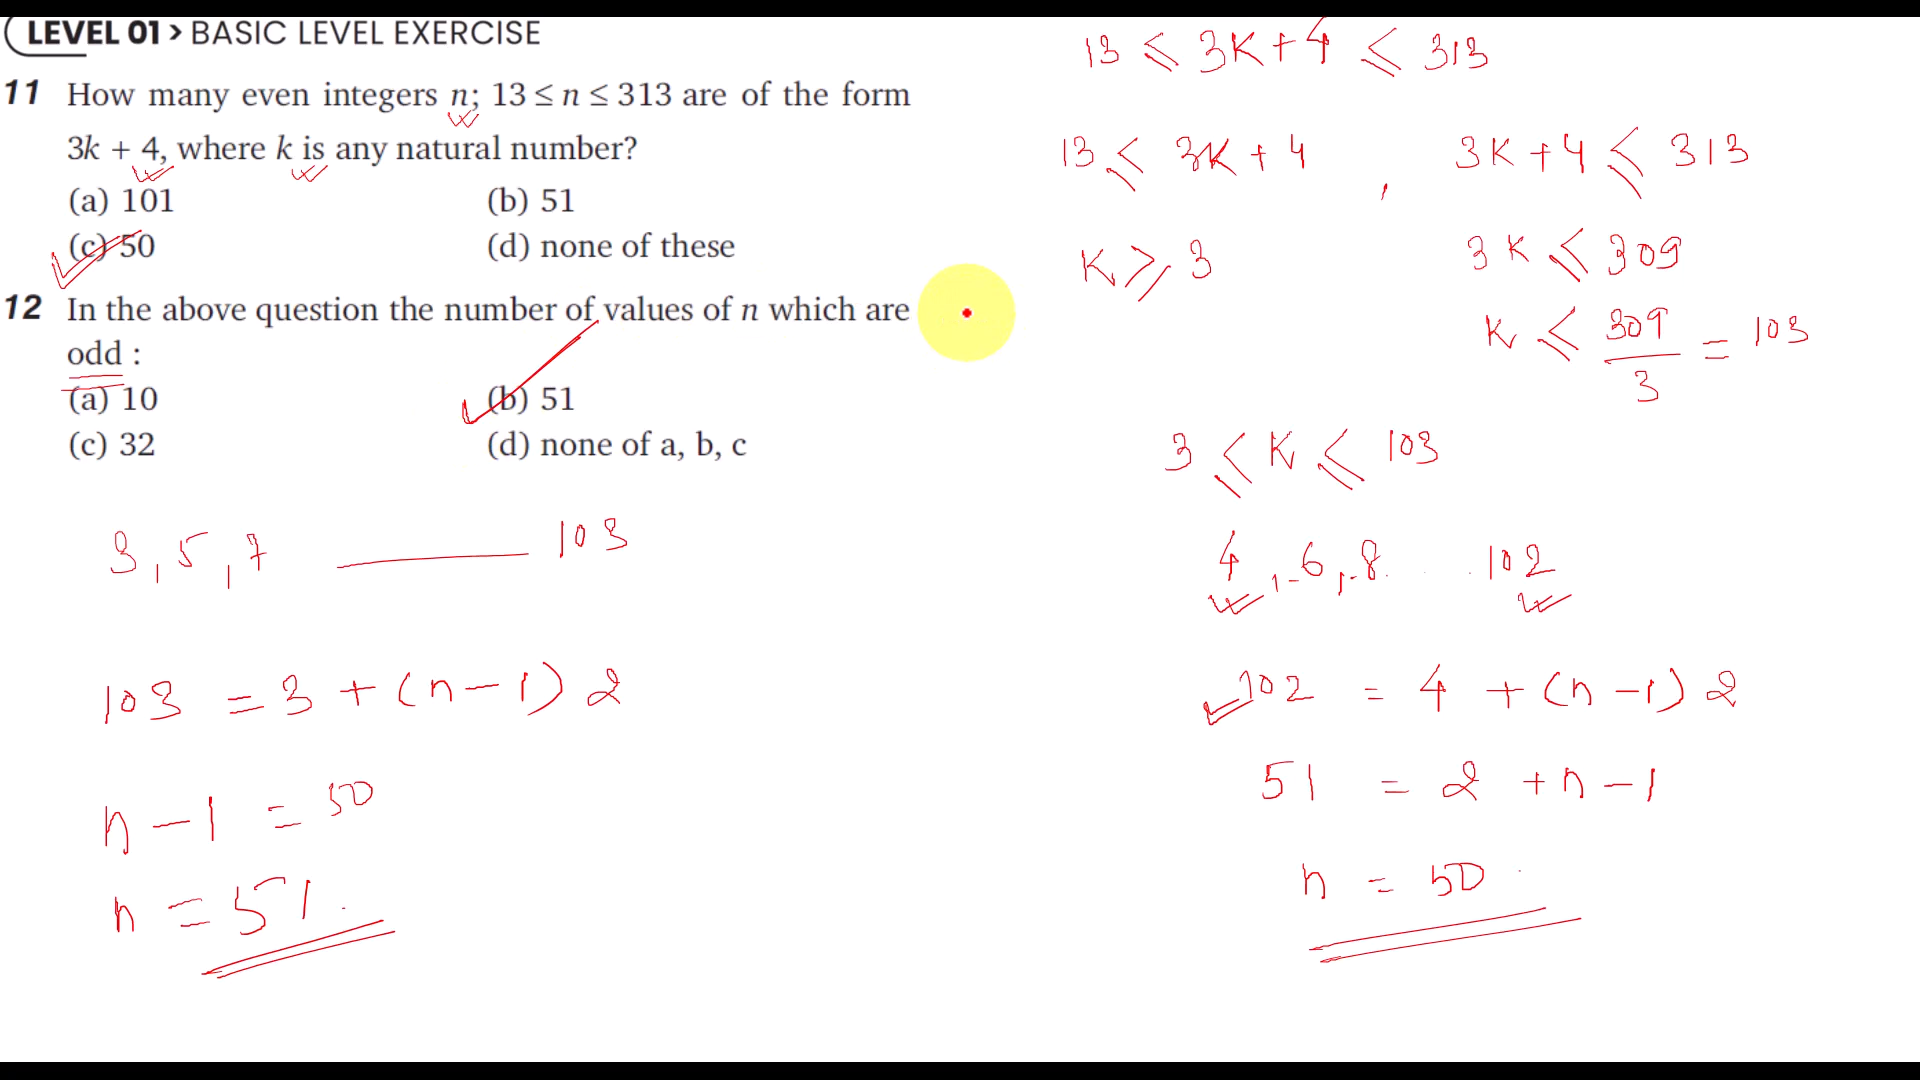 LEVEL 01 > BASIC LEVEL EXERCISE
11 How many even integers n; 13 ≤ n ≤ 313 are of the form
3k + 4, where k is any natural number?
(a) 101 (b) 51
(c) 50 (d) none of these
12 In the above question the number of values of n which are
odd :
(a) 10 (b) 51
(c) 32 (d) none of a, b, c
3, 5, 7 ——— 103
103 = 3 + (n - 1) 2
n - 1 = 50
n = 51.
13 ≤ 3K + 4 ≤ 313
13 ≤ 3K + 4 , 3K + 4 ≤ 313
K ≥ 3 3K ≤ 309
K ≤ 309/3 = 103
3 ≤ K ≤ 103
4, 6, 8 . . . 102
102 = 4 + (n - 1) 2
51 = 2 + n - 1
n = 50